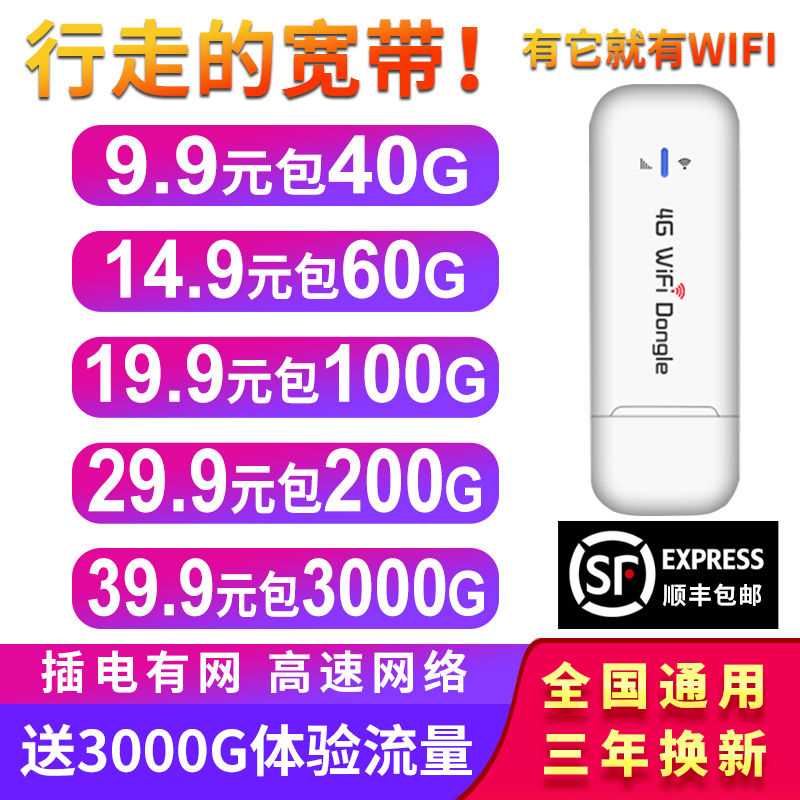 行走的宽带！
有它就有WIFI
9.9元包40G
14.9元包60G
19.9元包100G
29.9元包200G
39.9元包3000G
4G WiFi Dongle
SF EXPRESS
顺丰包邮
插电有网 高速网络
送3000G体验流量
全国通用
三年换新